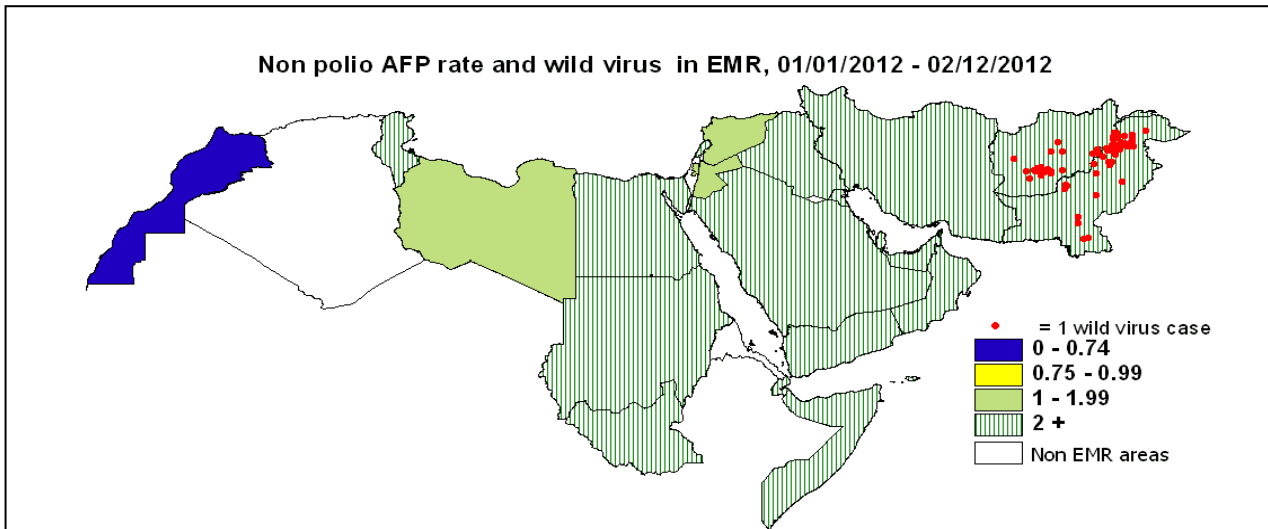 Non polio AFP rate and wild virus in EMR, 01/01/2012 - 02/12/2012
= 1 wild virus case
0 - 0.74
0.75 - 0.99
1 - 1.99
2 +
Non EMR areas